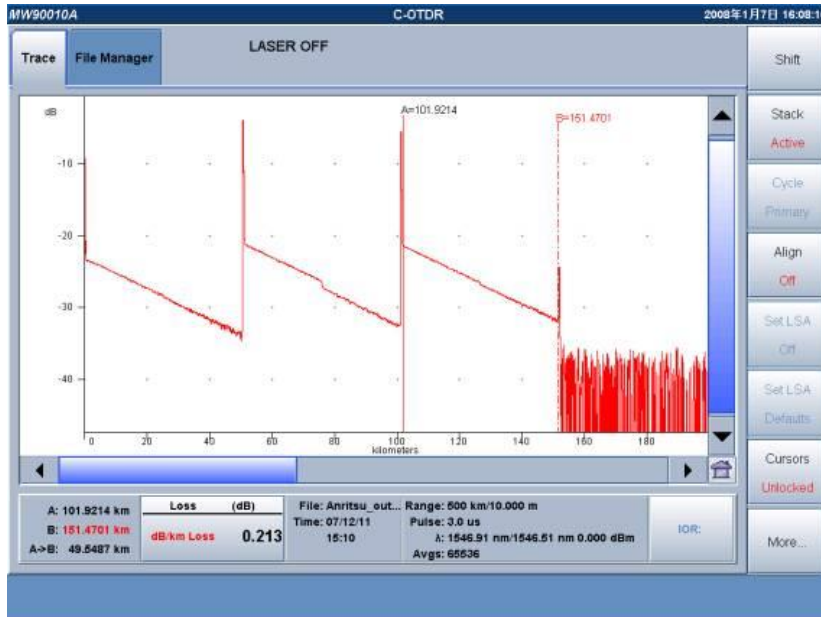 MW90010A C-OTDR 2008年1月7日 16:08:1
Trace File Manager LASER OFF
Shift
Stack
Active
Cycle
Primary
Align
Off
Set LSA
Off
Set LSA
Defaults
Cursors
Unlocked
More...
dB
A=101.9214
B=151.4701
-10
-20
-30
-40
0 20 40 60 80 100 120 140 160 180
kilometers
A: 101.9214 km
B: 151.4701 km
A->B: 49.5487 km
Loss (dB)
dB/km Loss 0.213
File: Anritsu_out...
Time: 07/12/11
15:10
Range: 500 km/10.000 m
Pulse: 3.0 us
λ: 1546.91 nm/1546.51 nm 0.000 dBm
Avgs: 65536
IOR: